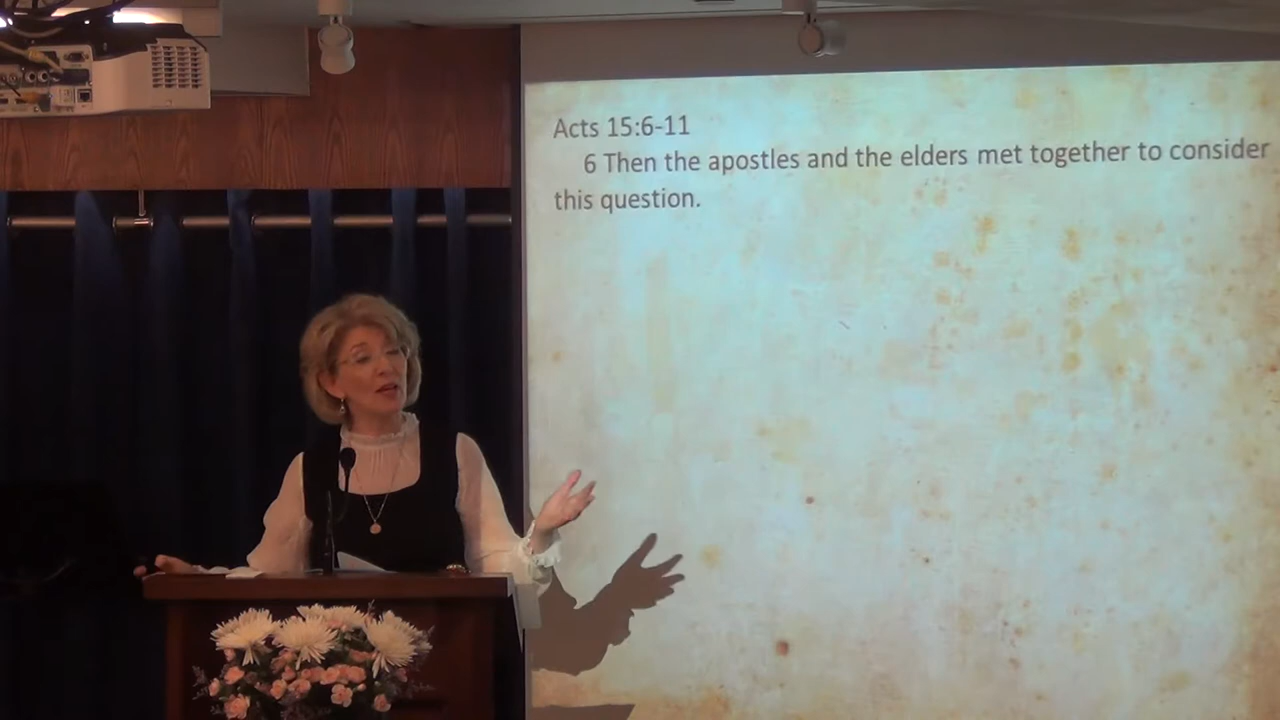 Acts 15:6-11
6 Then the apostles and the elders met together to consider
this question.